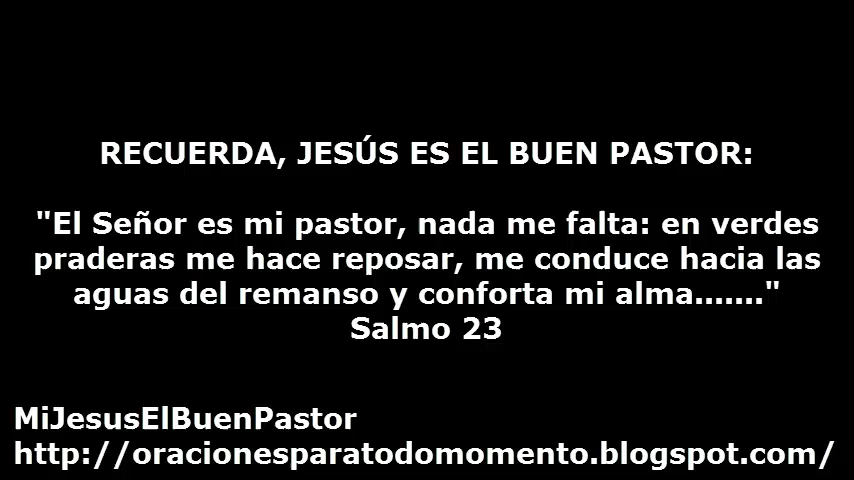 RECUERDA, JESÚS ES EL BUEN PASTOR:
"El Señor es mi pastor, nada me falta: en verdes
praderas me hace reposar, me conduce hacia las
aguas del remanso y conforta mi alma......."
Salmo 23
MiJesusElBuenPastor
http://oracionesparatodomomento.blogspot.com/